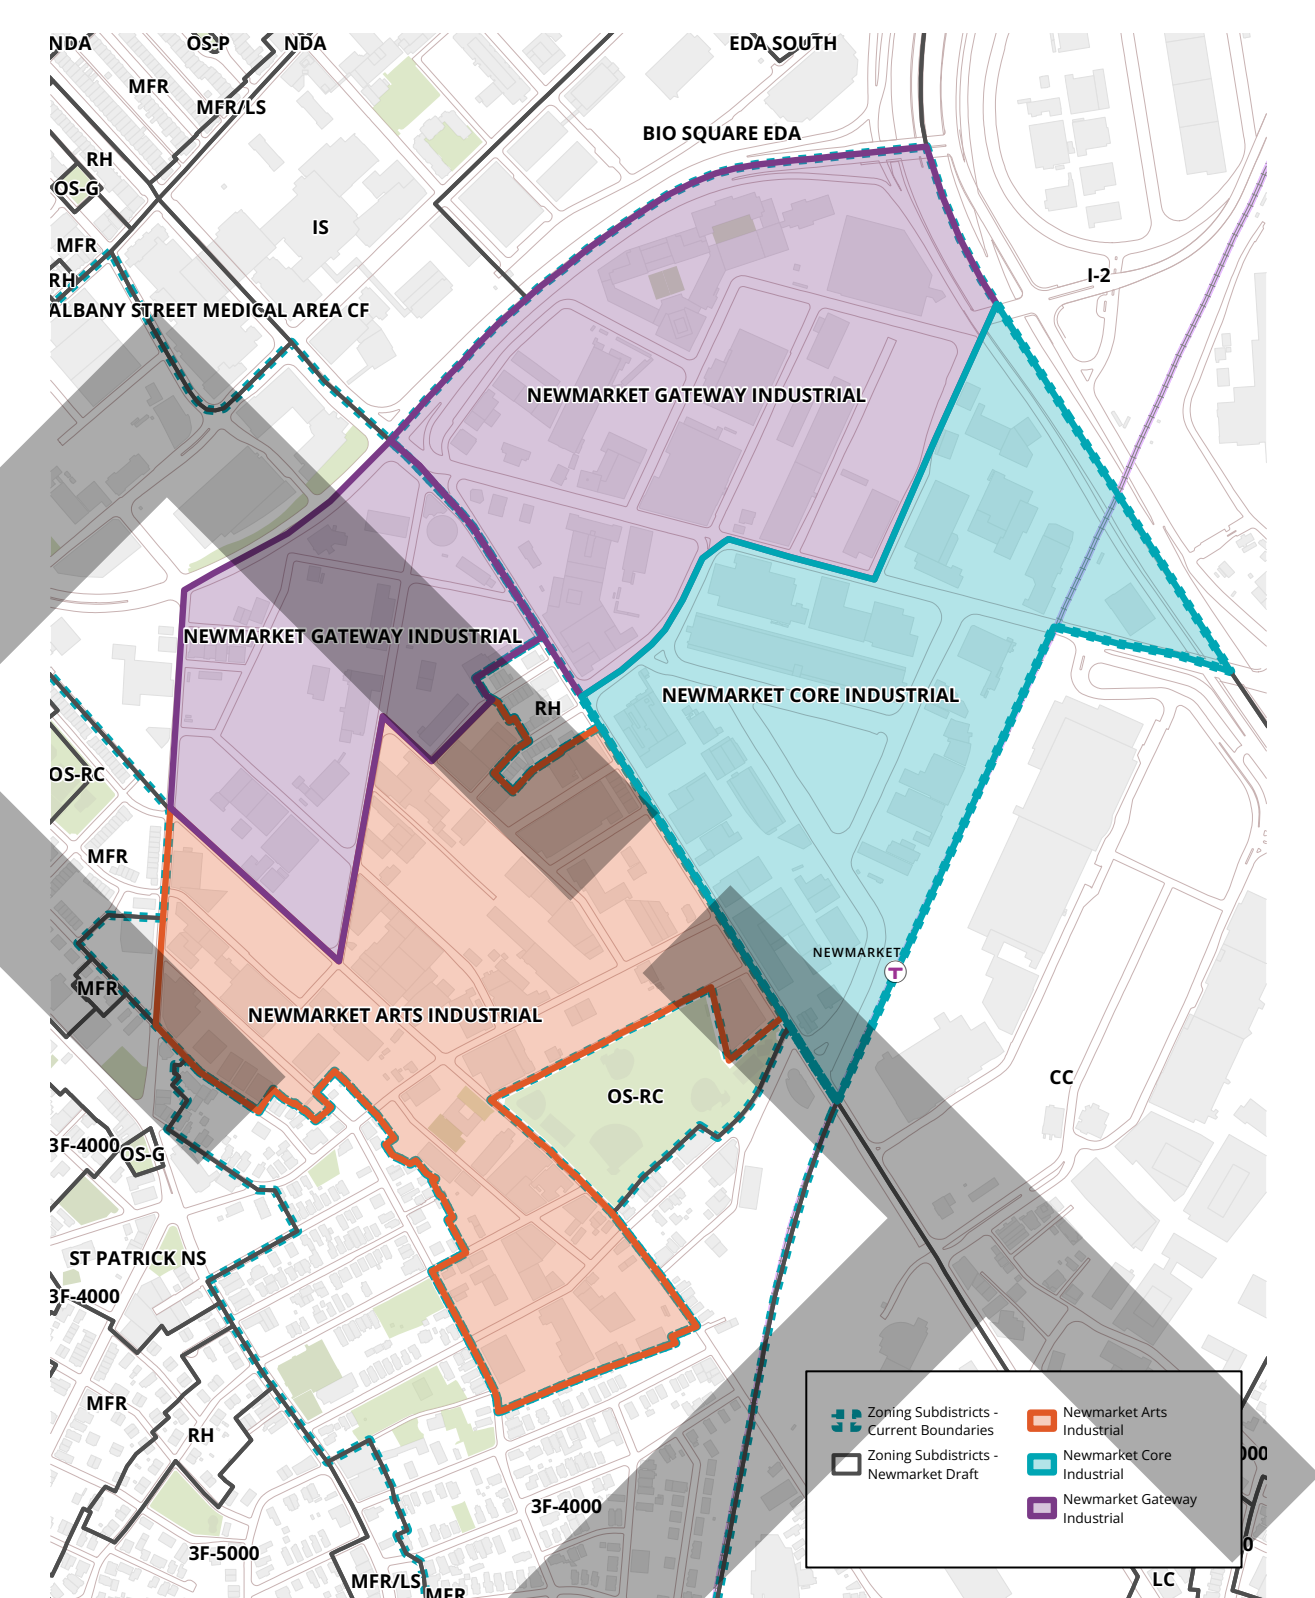 NDA
OS-P
NDA
EDA SOUTH
MFR
MFR/LS
BIO SQUARE EDA
RH
OS-G
IS
MFR
I-2
RH
ALBANY STREET MEDICAL AREA CF
NEWMARKET GATEWAY INDUSTRIAL
NEWMARKET GATEWAY INDUSTRIAL
NEWMARKET CORE INDUSTRIAL
RH
OS-RC
MFR
NEWMARKET
T
MFR
NEWMARKET ARTS INDUSTRIAL
CC
OS-RC
3F-4000
OS-G
ST PATRICK NS
3F-4000
MFR
RH
3F-4000
3F-5000
MFR/LS
MFR
LC
000
0
Zoning Subdistricts -
Current Boundaries
Zoning Subdistricts -
Newmarket Draft
Newmarket Arts
Industrial
Newmarket Core
Industrial
Newmarket Gateway
Industrial